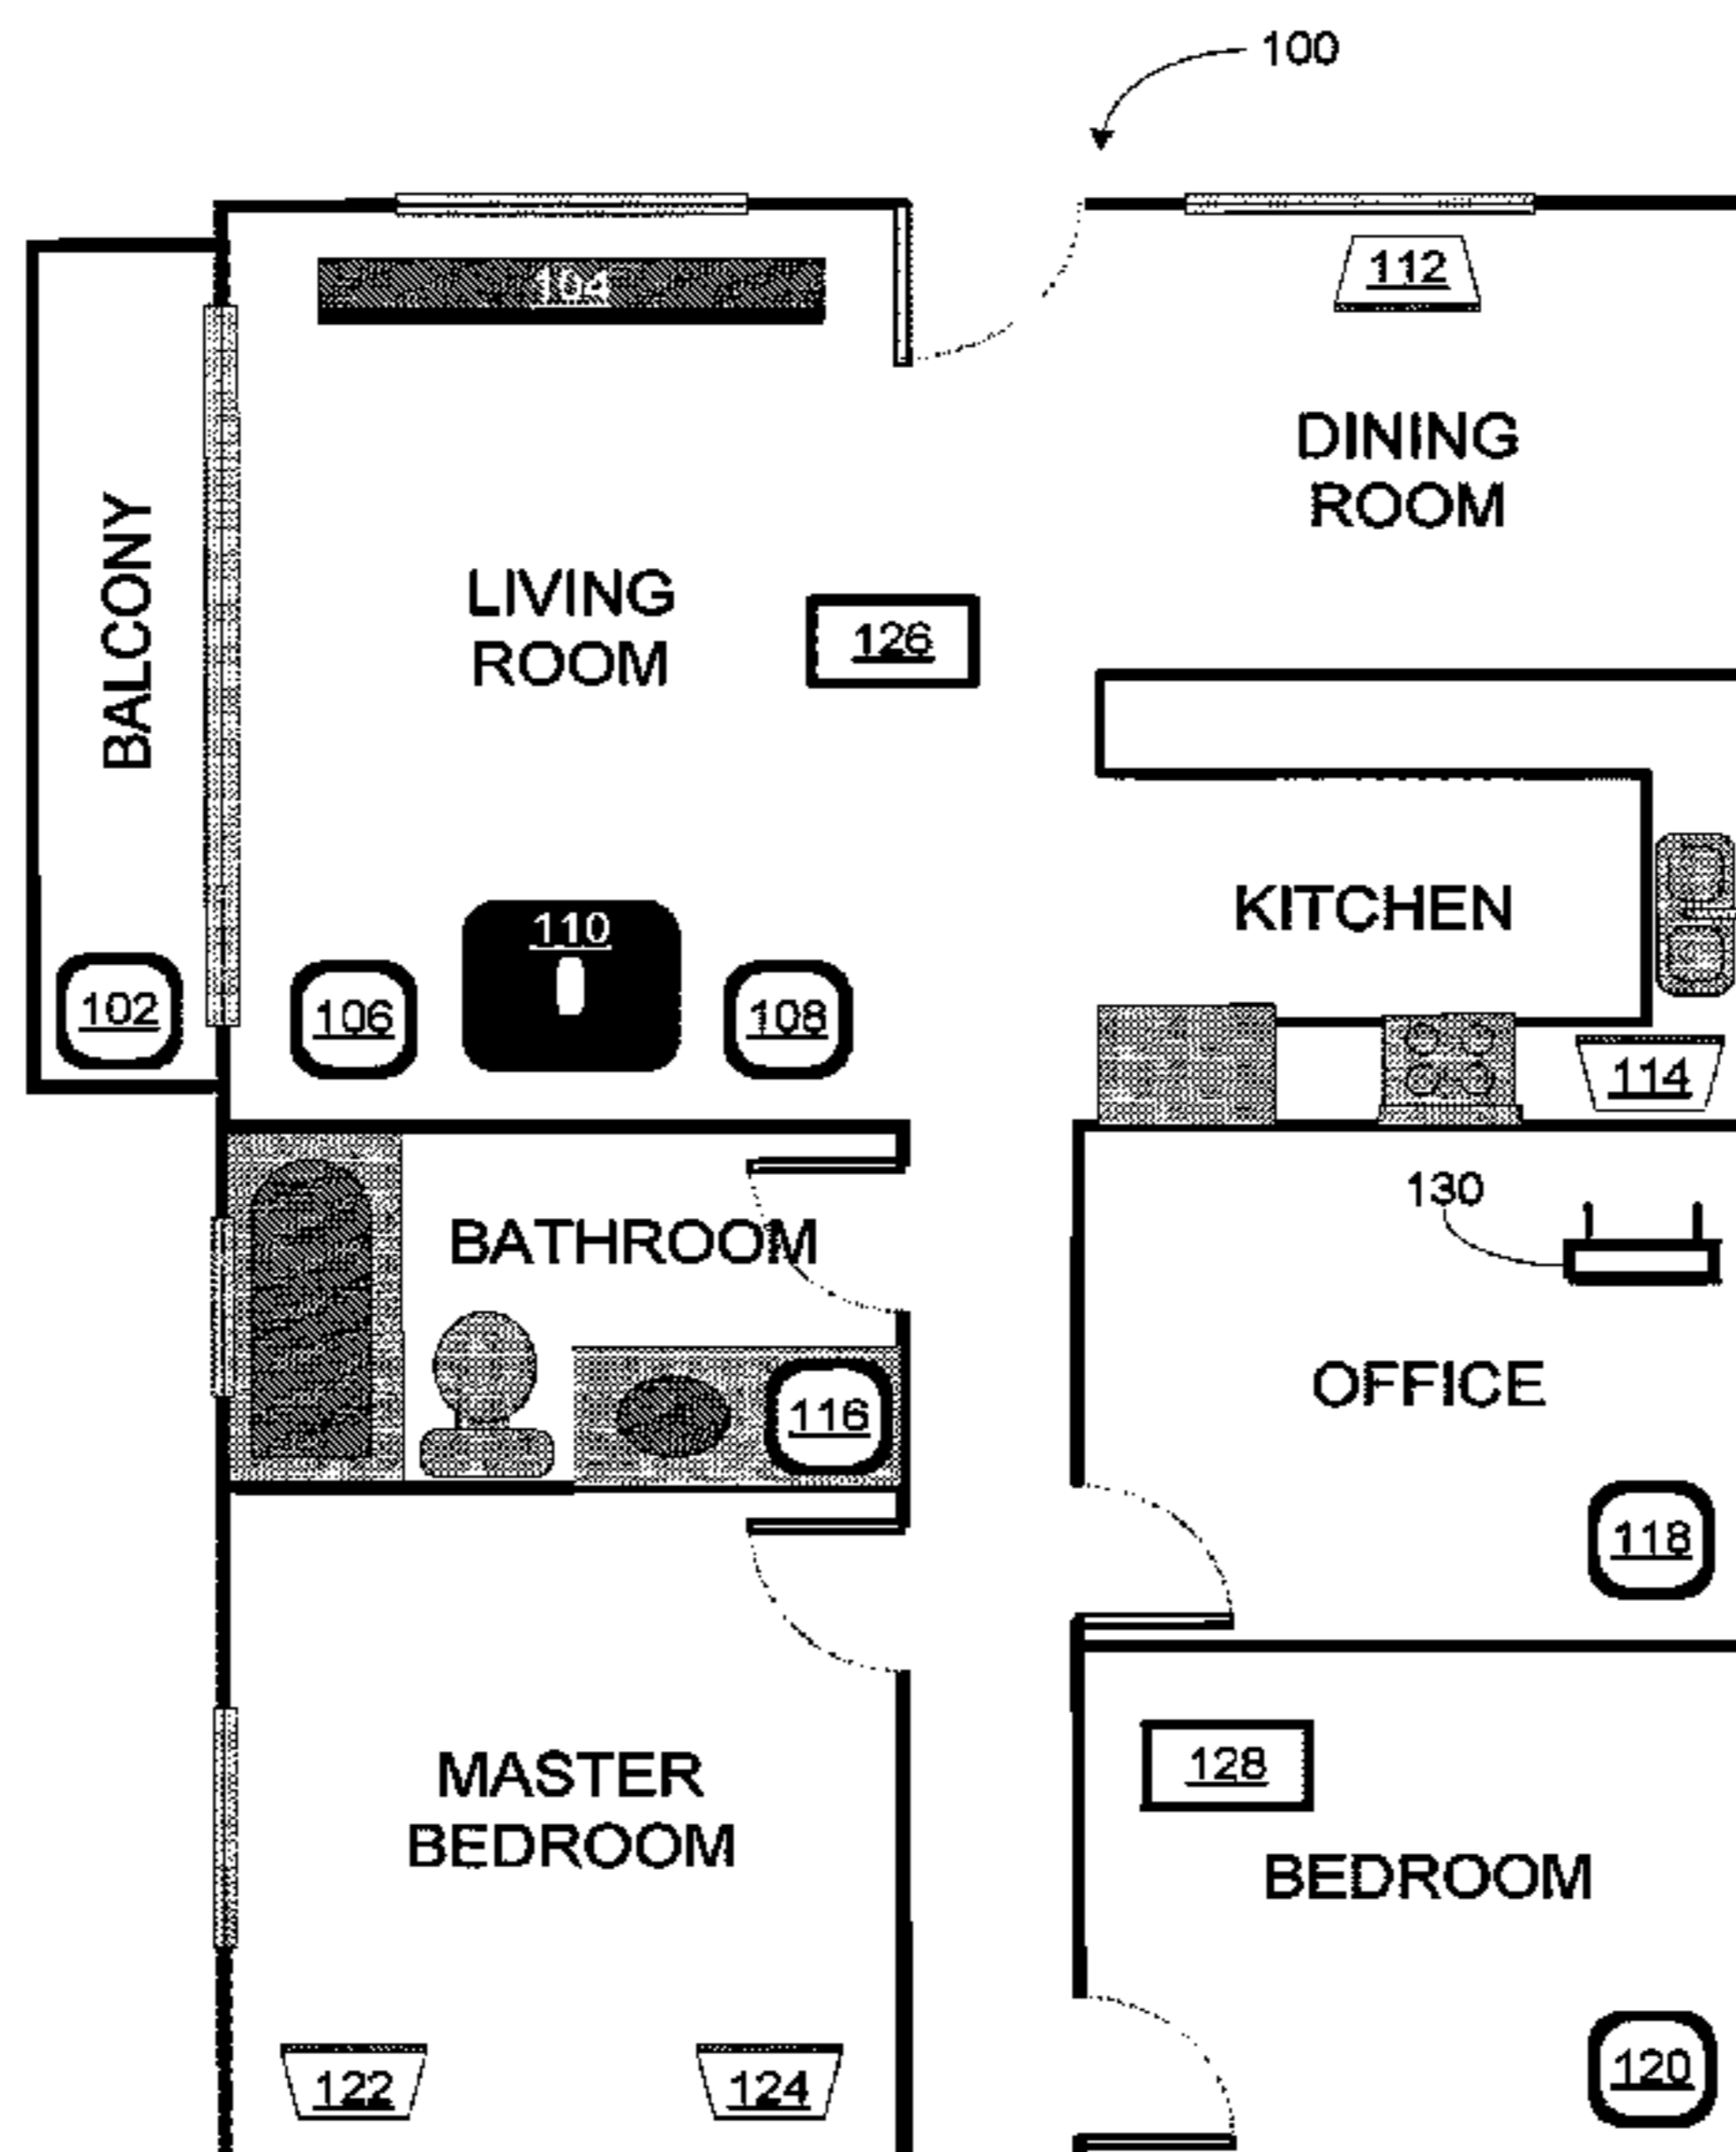 100
104
112
DINING
ROOM
BALCONY
LIVING
ROOM
126
KITCHEN
110
102
106
108
114
130
BATHROOM
OFFICE
116
118
128
MASTER
BEDROOM
BEDROOM
122
124
120